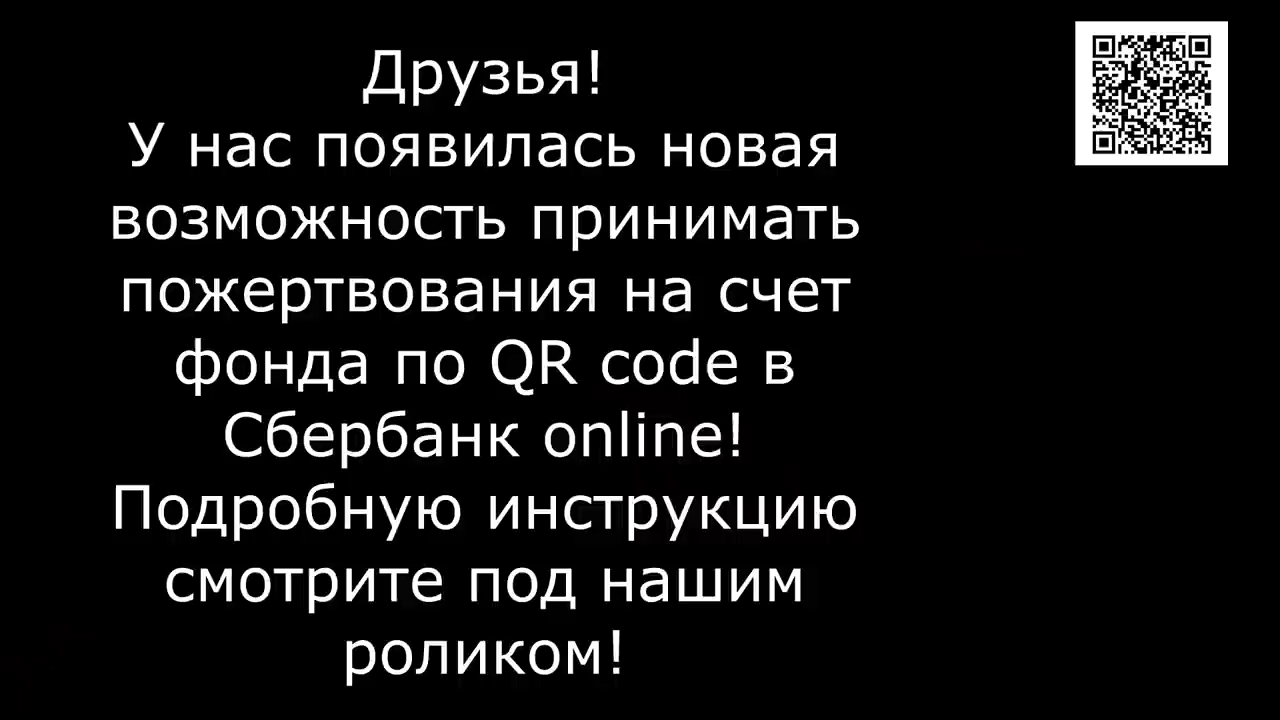 Друзья!
У нас появилась новая
возможность принимать
пожертвования на счет
фонда по QR code в
Сбербанк online!
Подробную инструкцию
смотрите под нашим
роликом!